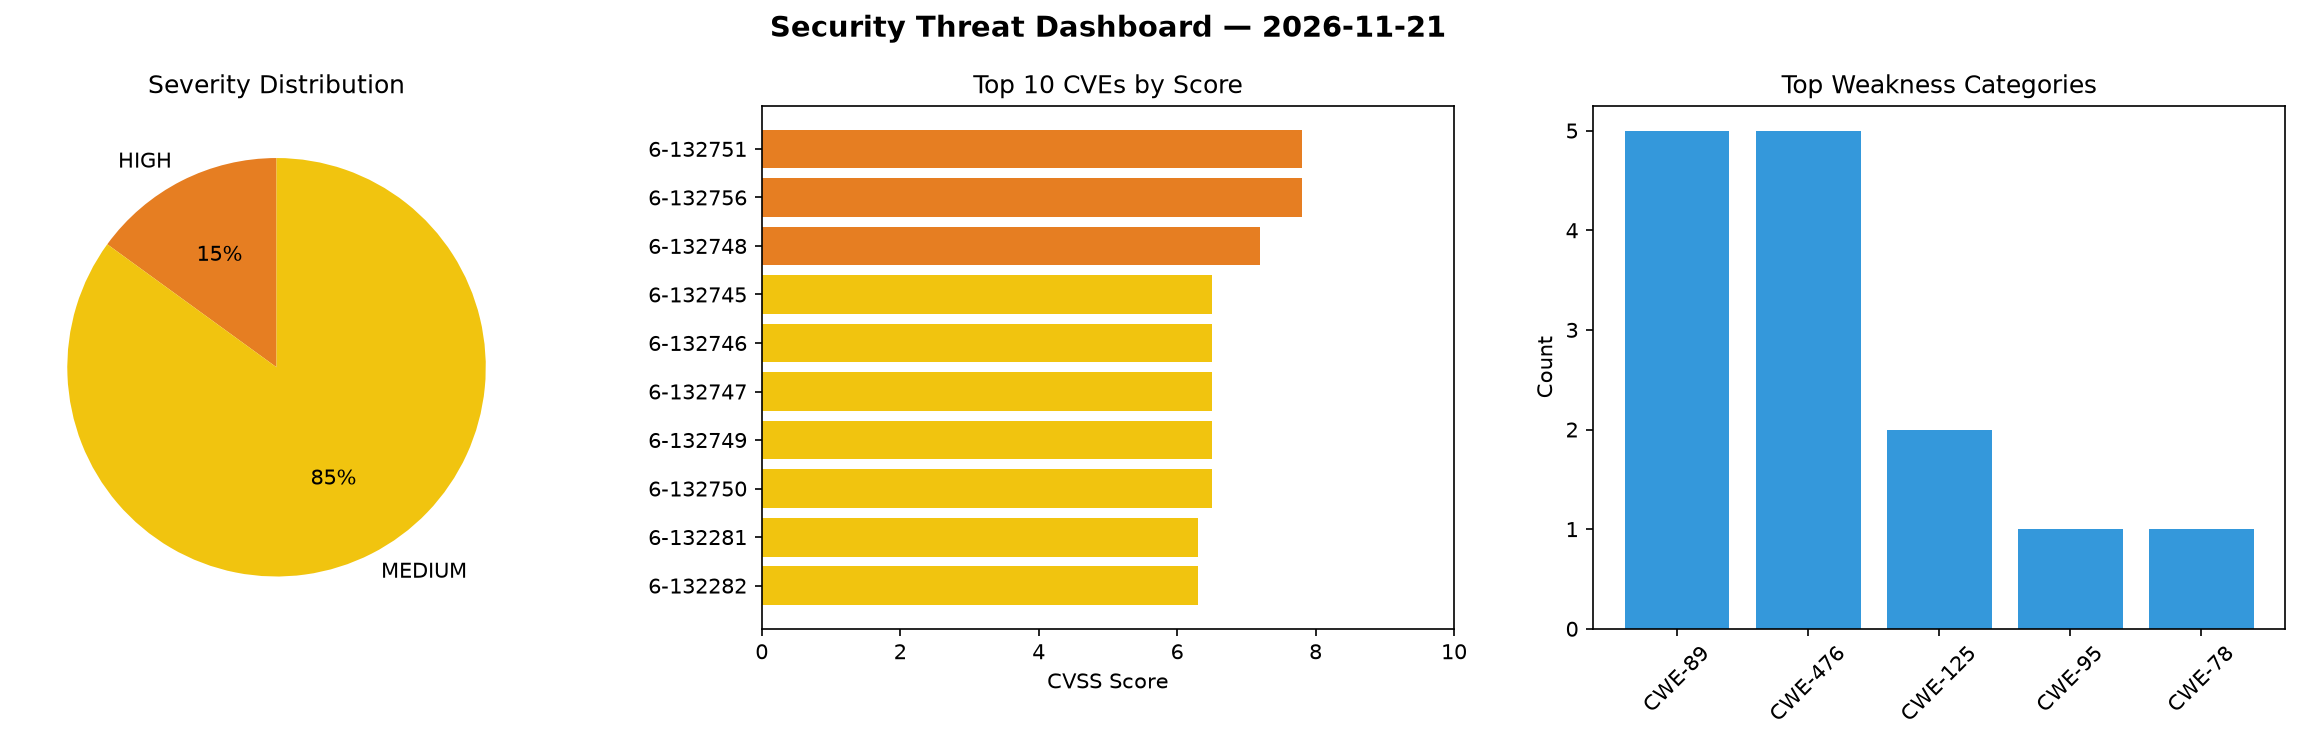 Security Threat Dashboard — 2026-11-21
Severity Distribution
HIGH
15%
85%
MEDIUM
Top 10 CVEs by Score
6-132751
6-132756
6-132748
6-132745
6-132746
6-132747
6-132749
6-132750
6-132281
6-132282
0 2 4 6 8 10
CVSS Score
Top Weakness Categories
Count
5
4
3
2
1
0
CWE-89
CWE-476
CWE-125
CWE-95
CWE-78